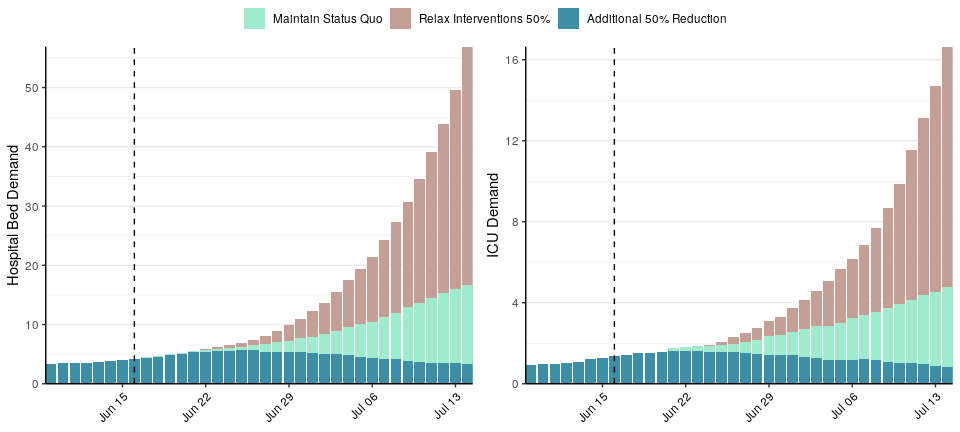 Maintain Status Quo Relax Interventions 50% Additional 50% Reduction
Hospital Bed Demand
50
40
30
20
10
0
Jun 15 Jun 22 Jun 29 Jul 06 Jul 13
ICU Demand
16
12
8
4
0
Jun 15 Jun 22 Jun 29 Jul 06 Jul 13